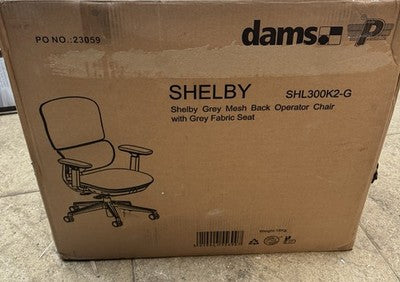 PO NO.:23059
dams
P
SHELBY SHL300K2-G
Shelby Grey Mesh Back Operator Chair
with Grey Fabric Seat